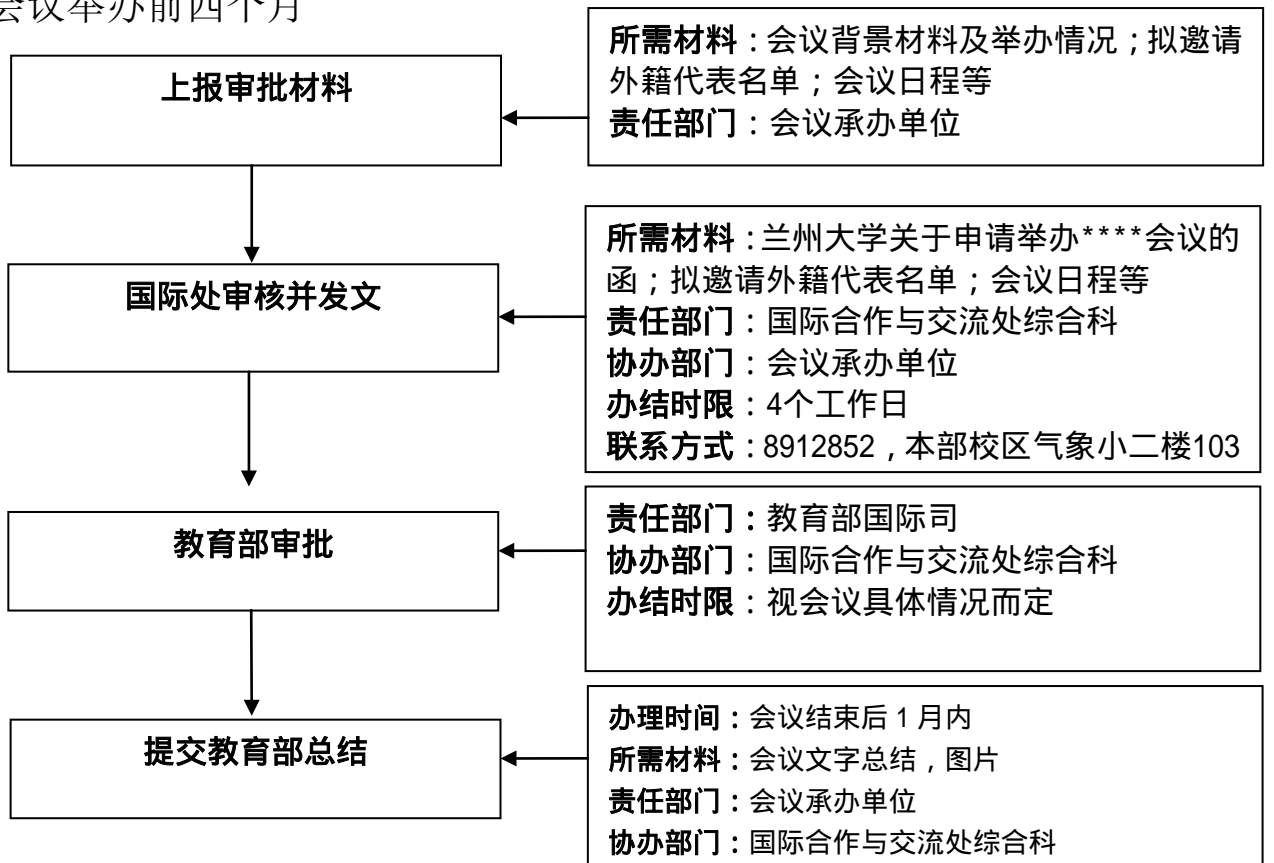 会议举办前四个月
上报审批材料
所需材料：会议背景材料及举办情况；拟邀请
外籍代表名单；会议日程等
责任部门：会议承办单位
国际处审核并发文
所需材料：兰州大学关于申请举办****会议的
函；拟邀请外籍代表名单；会议日程等
责任部门：国际合作与交流处综合科
协办部门：会议承办单位
办结时限：4个工作日
联系方式：8912852，本部校区气象小二楼103
教育部审批
责任部门：教育部国际司
协办部门：国际合作与交流处综合科
办结时限：视会议具体情况而定
提交教育部总结
办理时间：会议结束后1月内
所需材料：会议文字总结，图片
责任部门：会议承办单位
协办部门：国际合作与交流处综合科